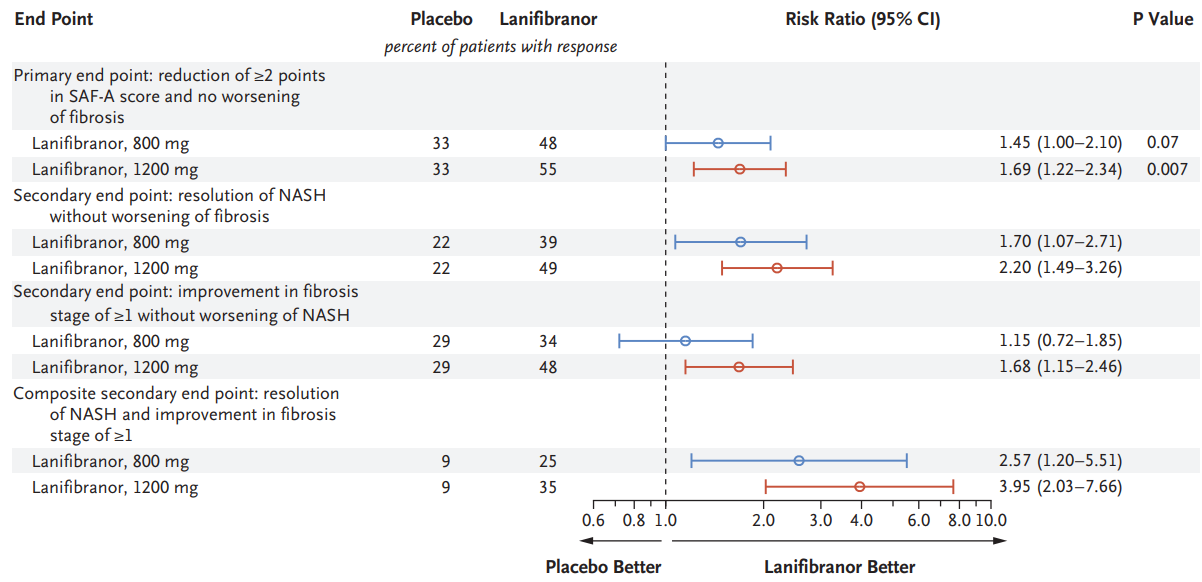 End Point Placebo Lanifibranor Risk Ratio (95% CI) P Value
percent of patients with response
Primary end point: reduction of ≥2 points
in SAF-A score and no worsening
of fibrosis
Lanifibranor, 800 mg 33 48 1.45 (1.00–2.10) 0.07
Lanifibranor, 1200 mg 33 55 1.69 (1.22–2.34) 0.007
Secondary end point: resolution of NASH
without worsening of fibrosis
Lanifibranor, 800 mg 22 39 1.70 (1.07–2.71)
Lanifibranor, 1200 mg 22 49 2.20 (1.49–3.26)
Secondary end point: improvement in fibrosis
stage of ≥1 without worsening of NASH
Lanifibranor, 800 mg 29 34 1.15 (0.72–1.85)
Lanifibranor, 1200 mg 29 48 1.68 (1.15–2.46)
Composite secondary end point: resolution
of NASH and improvement in fibrosis
stage of ≥1
Lanifibranor, 800 mg 9 25 2.57 (1.20–5.51)
Lanifibranor, 1200 mg 9 35 3.95 (2.03–7.66)
0.6 0.8 1.0 2.0 3.0 4.0 6.0 8.0 10.0
Placebo Better Lanifibranor Better